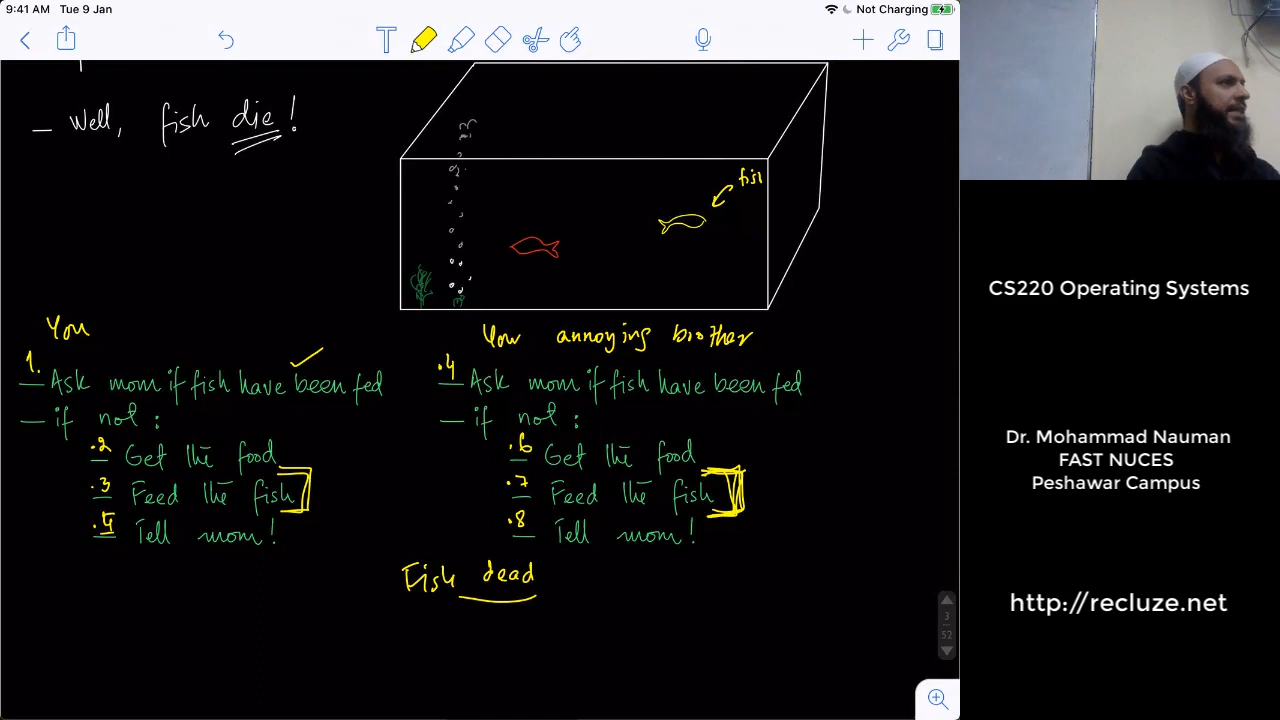 9:41 AM Tue 9 Jan
Not Charging
T
— Well, fish die!
fish
You
Your annoying brother
1.
— Ask mom if fish have been fed
— if not:
.2 — Get the food
.3 — Feed the fish
.5 — Tell mom!
.4
— Ask mom if fish have been fed
— if not:
.6 — Get the food
.7 — Feed the fish
.8 — Tell mom!
Fish dead
3
52
CS220 Operating Systems
Dr. Mohammad Nauman
FAST NUCES
Peshawar Campus
http://recluze.net